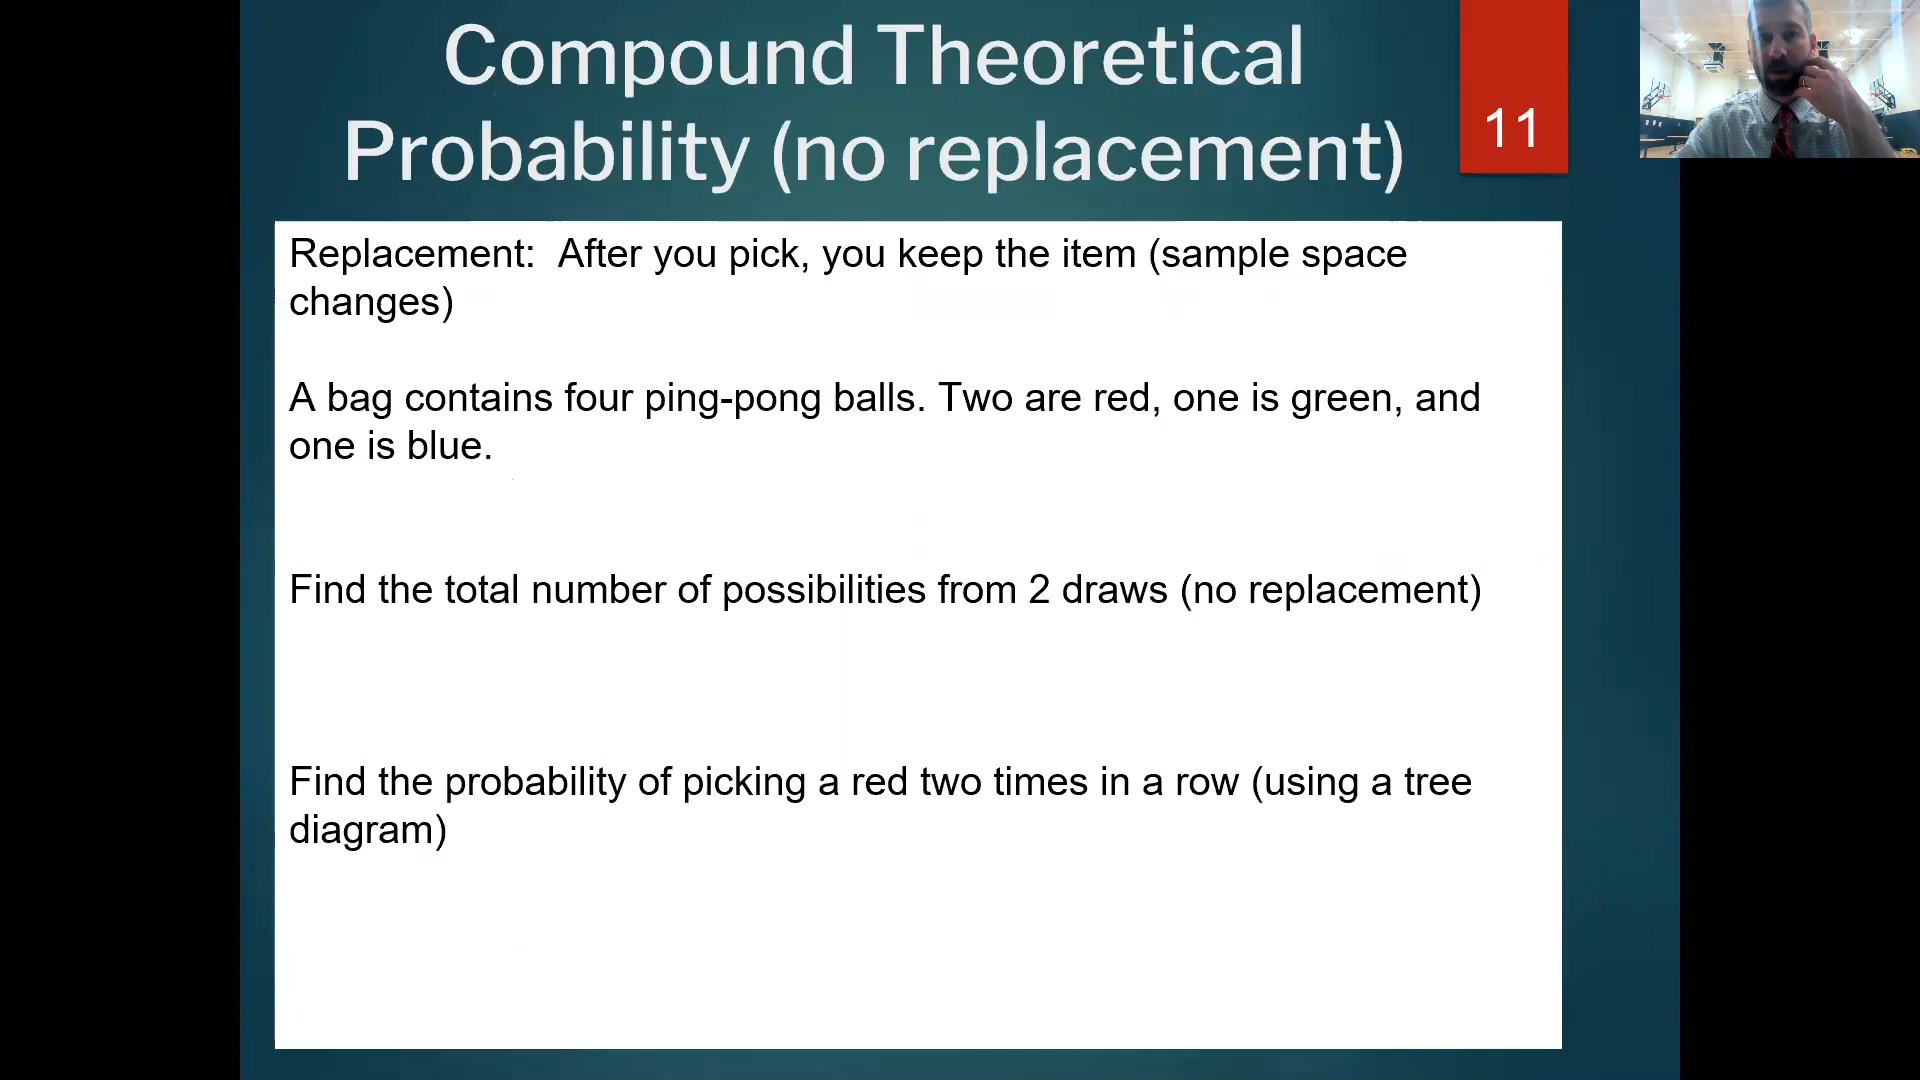 Compound Theoretical
Probability (no replacement)
11
Replacement:  After you pick, you keep the item (sample space
changes)
A bag contains four ping-pong balls. Two are red, one is green, and
one is blue.
Find the total number of possibilities from 2 draws (no replacement)
Find the probability of picking a red two times in a row (using a tree
diagram)